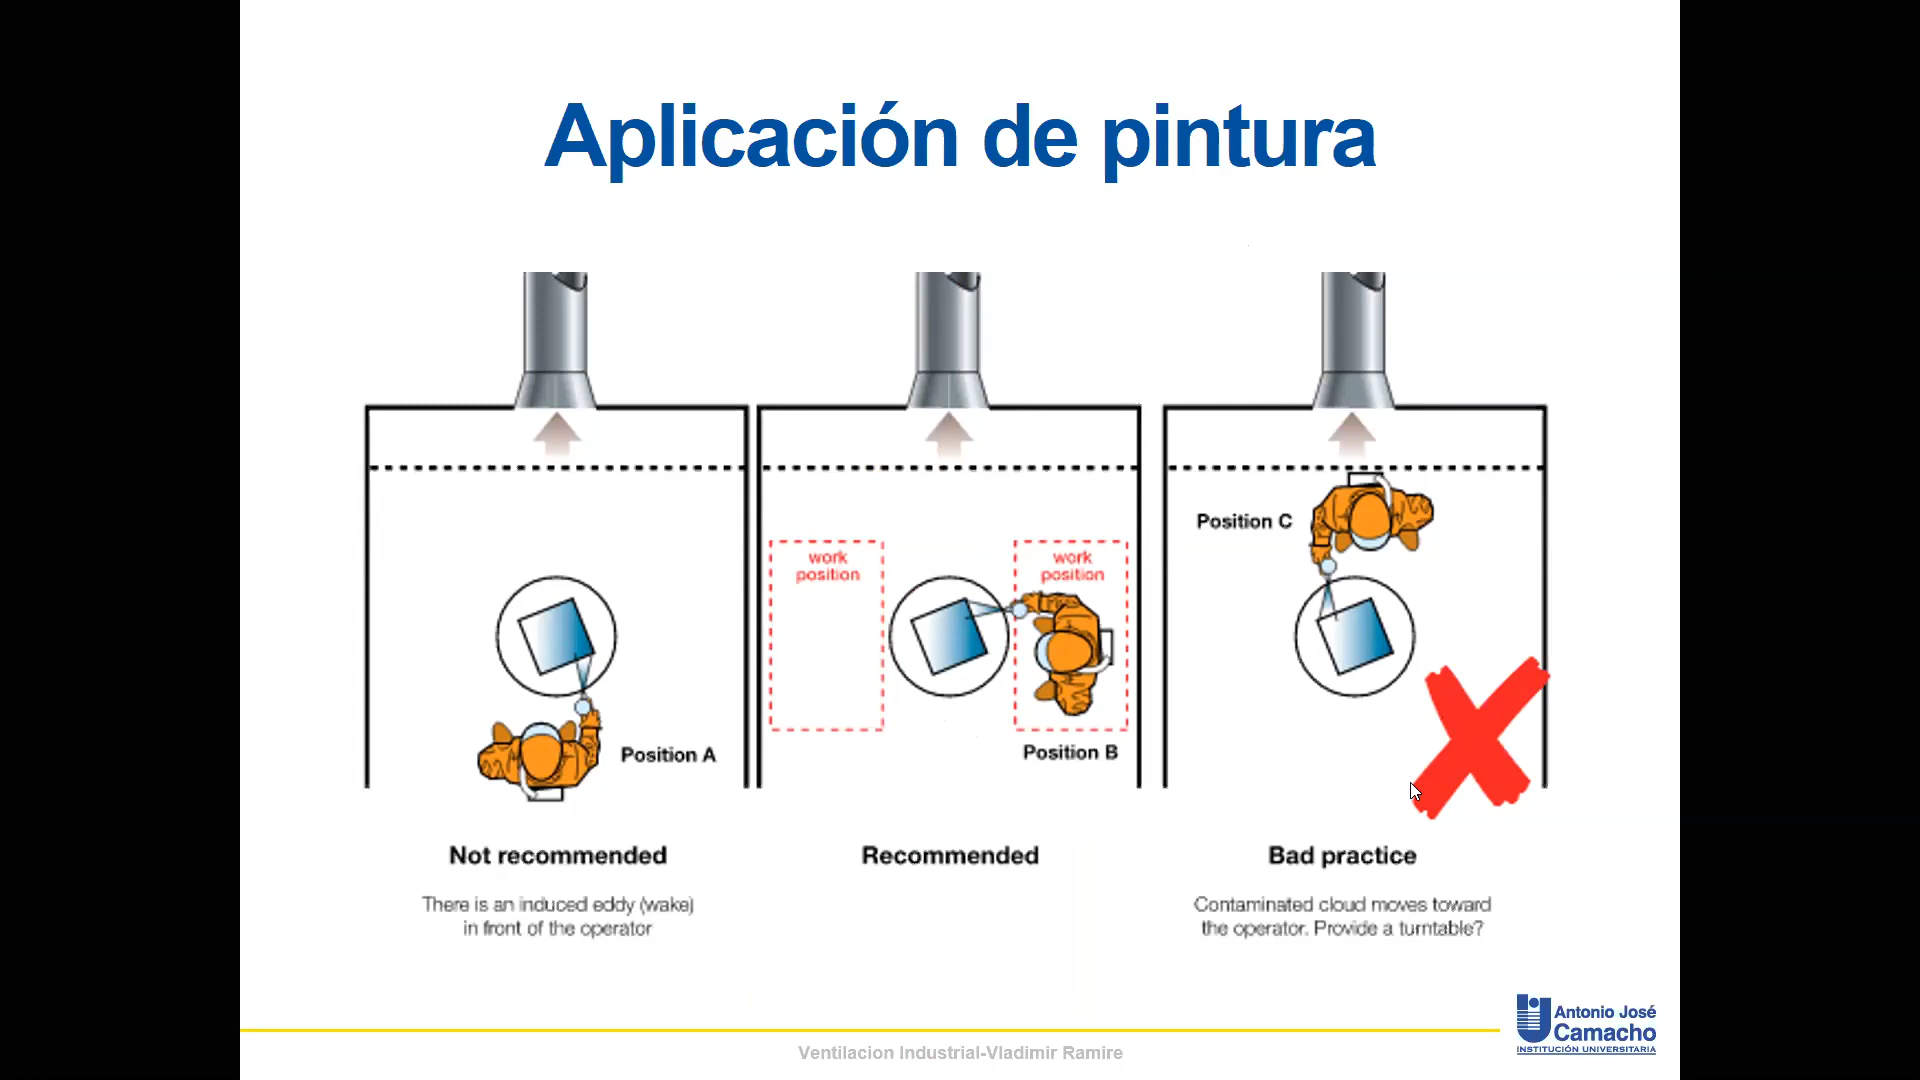 Aplicación de pintura
Position A
Not recommended
There is an induced eddy (wake)
in front of the operator
work
position
work
position
Position B
Recommended
Position C
Bad practice
Contaminated cloud moves toward
the operator. Provide a turntable?
Ventilacion Industrial-Vladimir Ramire
Antonio José
Camacho
INSTITUCIÓN UNIVERSITARIA